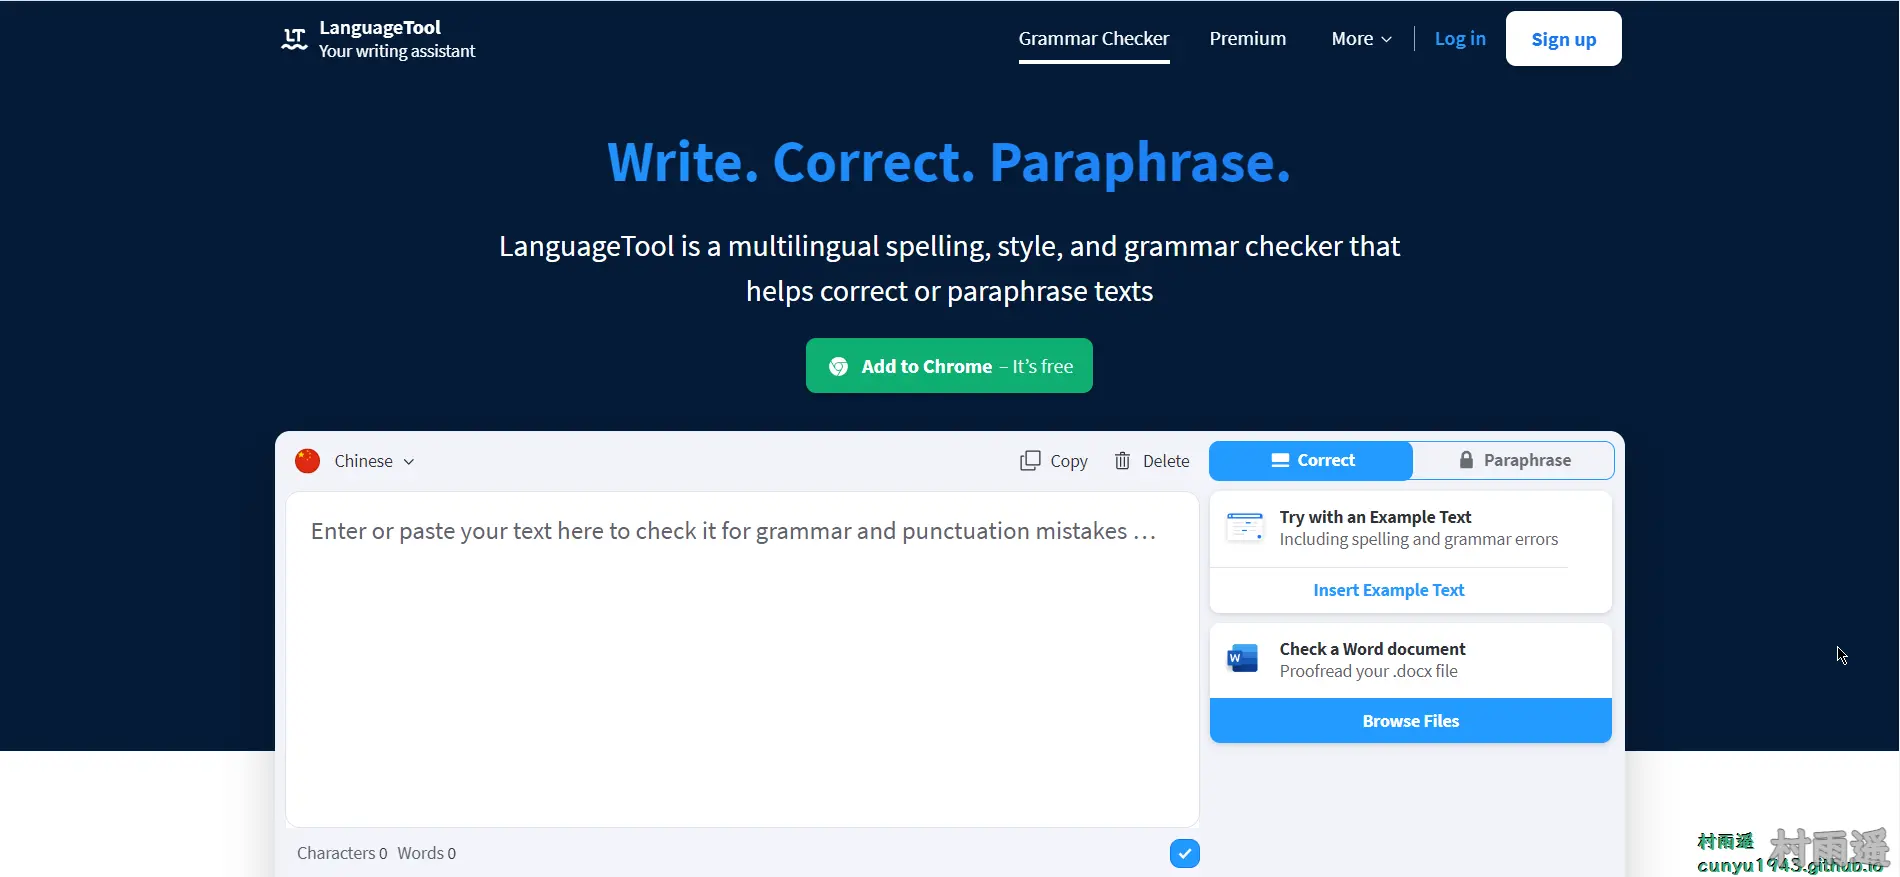 LanguageTool
Your writing assistant
Grammar Checker
Premium
More
Log in
Sign up
Write. Correct. Paraphrase.
LanguageTool is a multilingual spelling, style, and grammar checker that
helps correct or paraphrase texts
Add to Chrome – It's free
Chinese
Copy
Delete
Correct
Paraphrase
Enter or paste your text here to check it for grammar and punctuation mistakes …
Try with an Example Text
Including spelling and grammar errors
Insert Example Text
Check a Word document
Proofread your .docx file
Browse Files
Characters 0 Words 0
村雨遥
村雨遥
cunyu1943.github.io